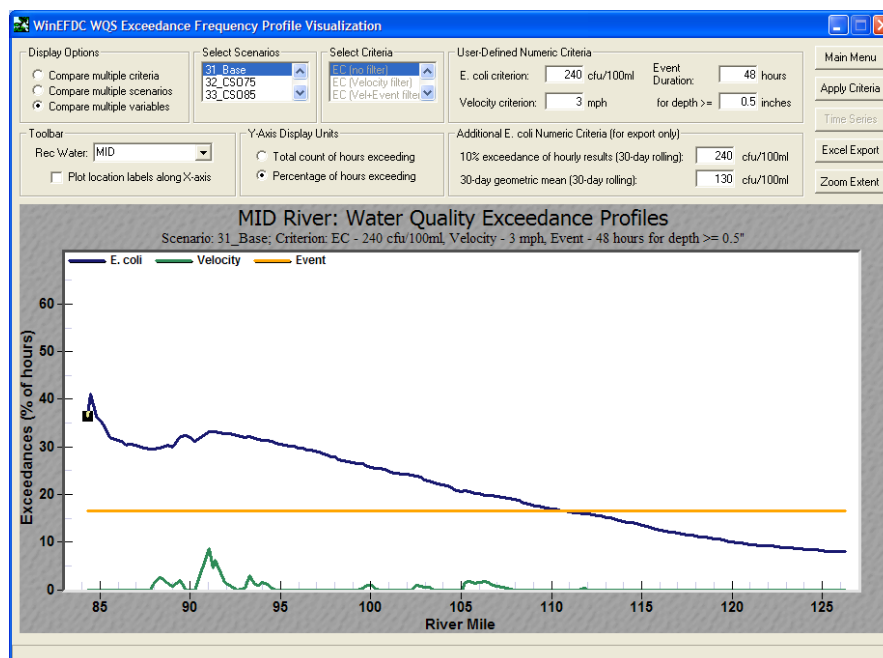 WinEFDC WQS Exceedance Frequency Profile Visualization
Display Options
Compare multiple criteria
Compare multiple scenarios
Compare multiple variables
Select Scenarios
31_Base
32_CSO75
33_CSO85
Select Criteria
EC (no filter)
EC (Velocity filter)
EC (Vel+Event filter
User-Defined Numeric Criteria
E. coli criterion: 240 cfu/100ml
Event Duration: 48 hours
Velocity criterion: 3 mph
for depth >= 0.5 inches
Main Menu
Apply Criteria
Time Series
Excel Export
Zoom Extent
Toolbar
Rec Water: MID
Plot location labels along X-axis
Y-Axis Display Units
Total count of hours exceeding
Percentage of hours exceeding
Additional E. coli Numeric Criteria (for export only)
10% exceedance of hourly results (30-day rolling): 240 cfu/100ml
30-day geometric mean (30-day rolling): 130 cfu/100ml
MID River: Water Quality Exceedance Profiles
Scenario: 31_Base; Criterion: EC - 240 cfu/100ml, Velocity - 3 mph, Event - 48 hours for depth >= 0.5"
E. coli Velocity Event
Exceedances (% of hours)
60
50
40
30
20
10
0
85 90 95 100 105 110 115 120 125
River Mile